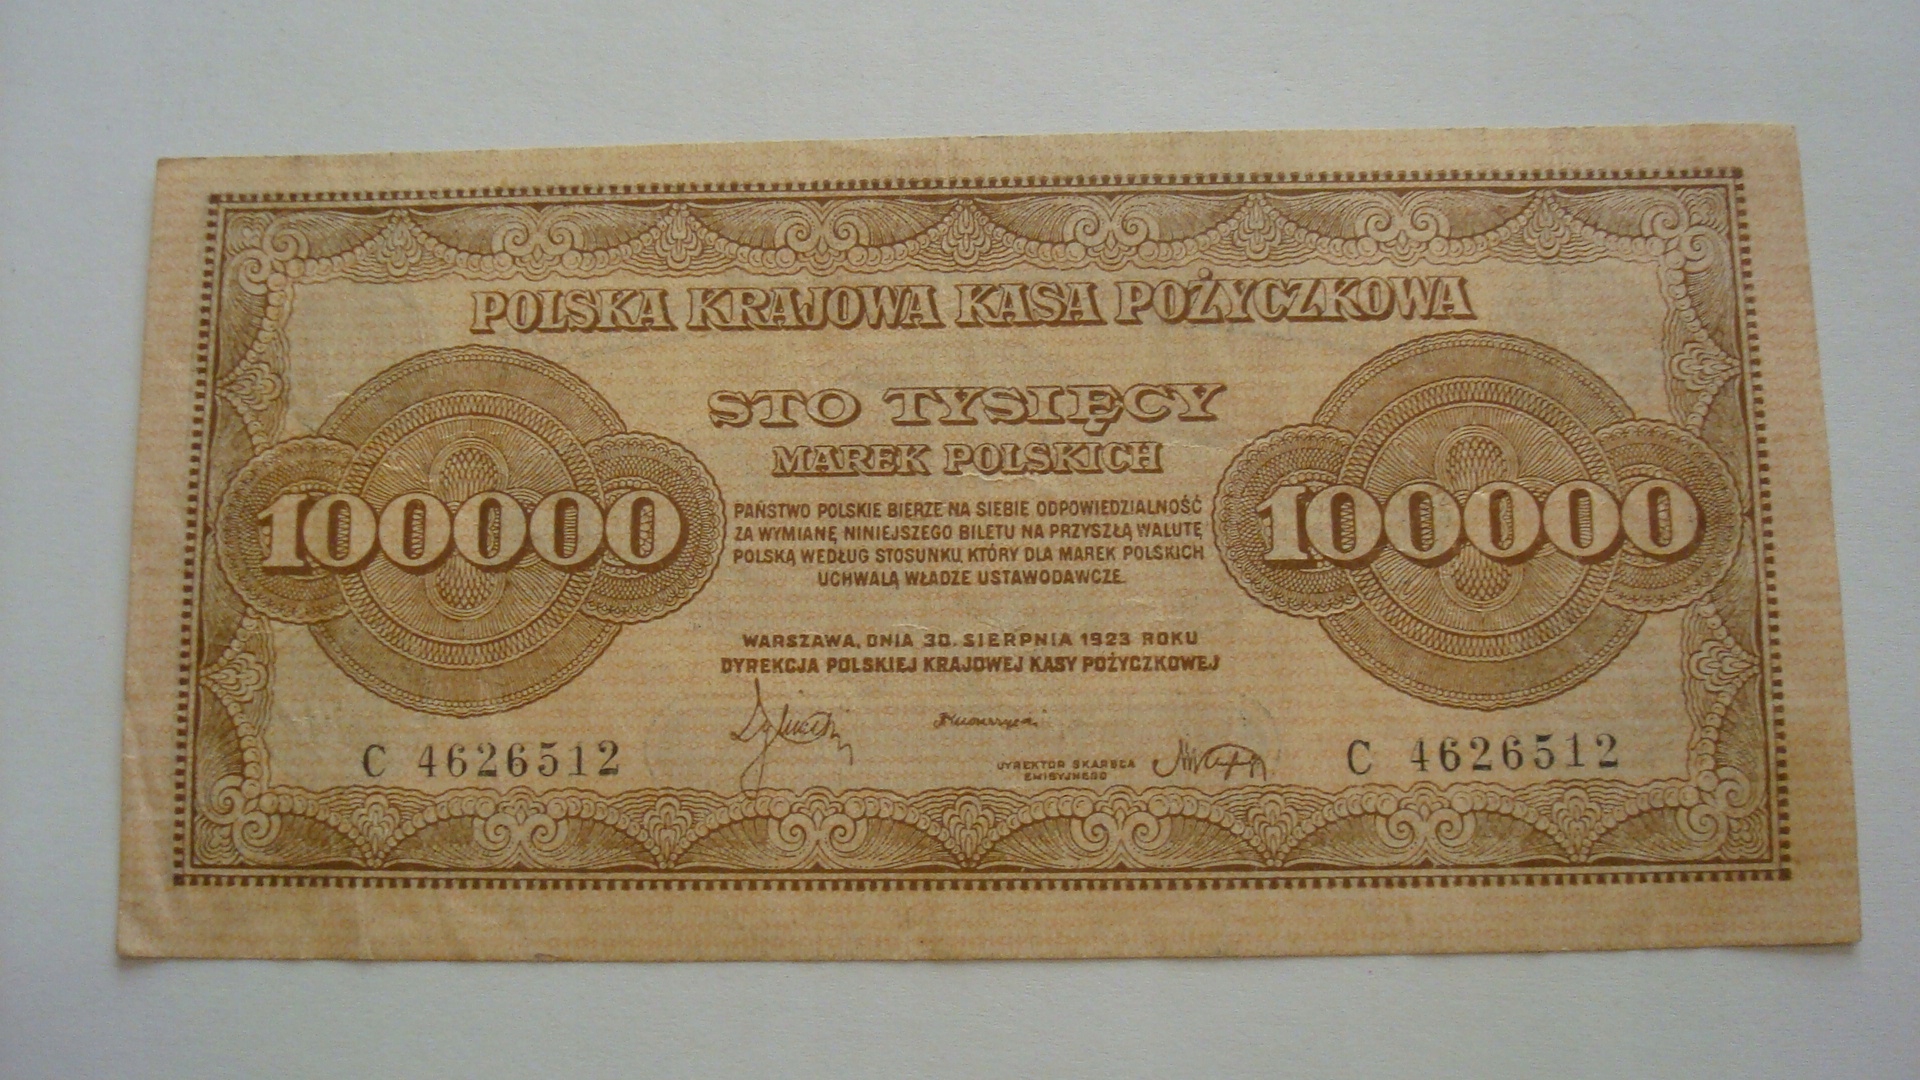 POLSKA KRAJOWA KASA POŻYCZKOWA
STO TYSIĘCY
MAREK POLSKICH
100000
100000
PAŃSTWO POLSKIE BIERZE NA SIEBIE ODPOWIEDZIALNOŚĆ
ZA WYMIANĘ NINIEJSZEGO BILETU NA PRZYSZŁĄ WALUTĘ
POLSKĄ WEDŁUG STOSUNKU, KTÓRY DLA MAREK POLSKICH
UCHWALĄ WŁADZE USTAWODAWCZE.
WARSZAWA, DNIA 30. SIERPNIA 1923 ROKU
DYREKCJA POLSKIEJ KRAJOWEJ KASY POŻYCZKOWEJ
DYREKTOR SKARBCA
EMISYJNEGO
C 4626512
C 4626512